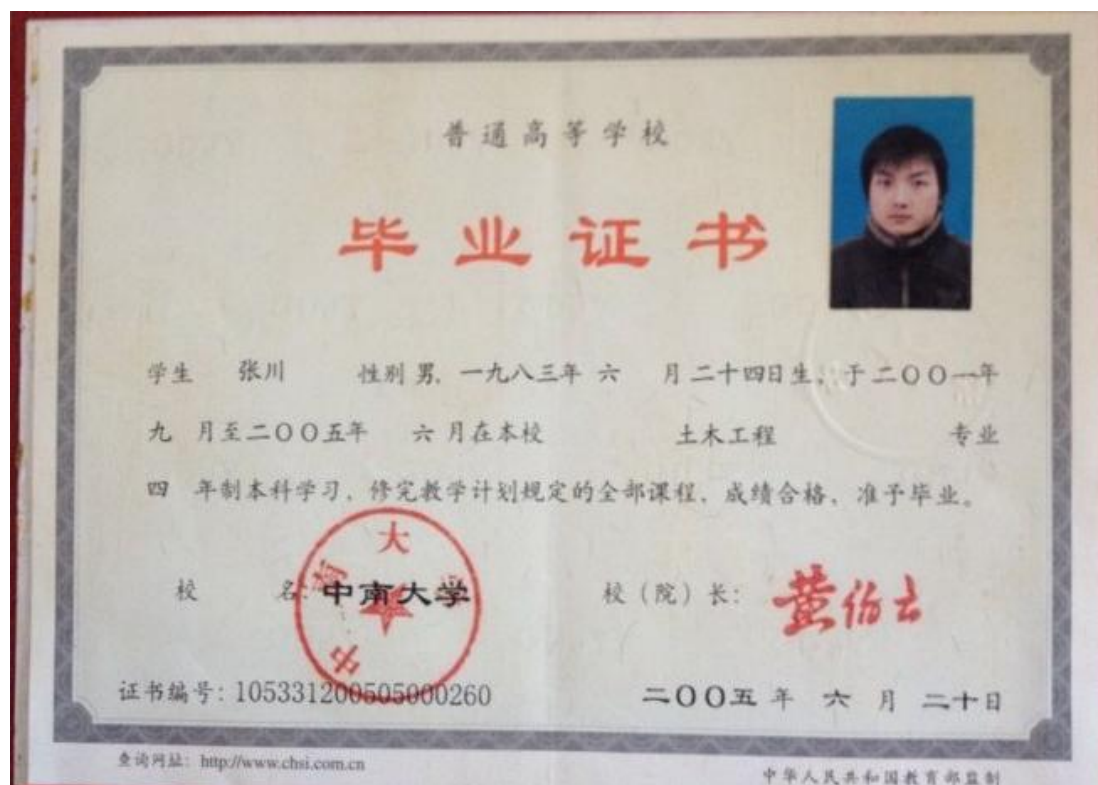 普通高等学校
毕业证书
学生 张川 性别 男, 一九八三年 六 月 二十四日生, 于二〇〇一年
九 月至二〇〇五年 六 月在本校 土木工程 专业
四 年制本科学习, 修完教学计划规定的全部课程, 成绩合格, 准予毕业。
校 名: 中南大学 校（院）长: 黄伯云
中南大学
证书编号: 105331200505000260 二〇〇五 年 六 月 二十日
查询网址: http://www.chsi.com.cn 中华人民共和国教育部监制